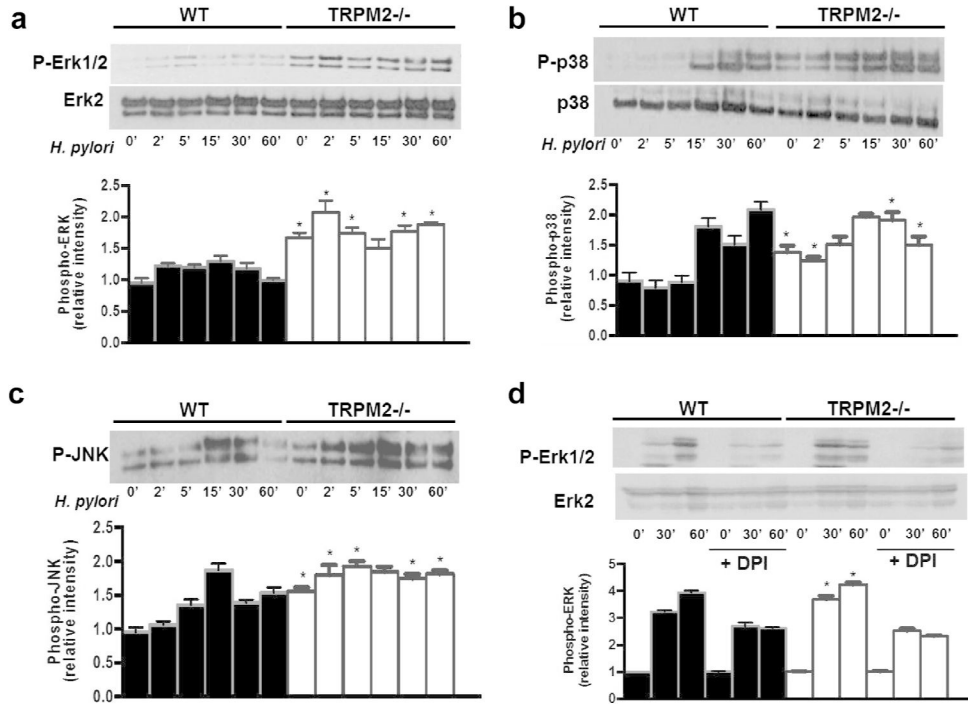 a
WT TRPM2-/-
P-Erk1/2
Erk2
H. pylori 0' 2' 5' 15' 30' 60' 0' 2' 5' 15' 30' 60'
Phospho-ERK
(relative intensity)
2.5
2.0
1.5
1.0
0.5
0.0
* * * * *
b
WT TRPM2-/-
P-p38
p38
H. pylori 0' 2' 5' 15' 30' 60' 0' 2' 5' 15' 30' 60'
Phospho-p38
(relative intensity)
2.5
2.0
1.5
1.0
0.5
0.0
* * * *
c
WT TRPM2-/-
P-JNK
H. pylori 0' 2' 5' 15' 30' 60' 0' 2' 5' 15' 30' 60'
Phospho-JNK
(relative intensity)
2.5
2.0
1.5
1.0
0.5
0.0
* * * * *
d
WT TRPM2-/-
P-Erk1/2
Erk2
0' 30' 60' 0' 30' 60' 0' 30' 60' 0' 30' 60'
+ DPI + DPI
Phospho-ERK
(relative intensity)
5
4
3
2
1
0
* *